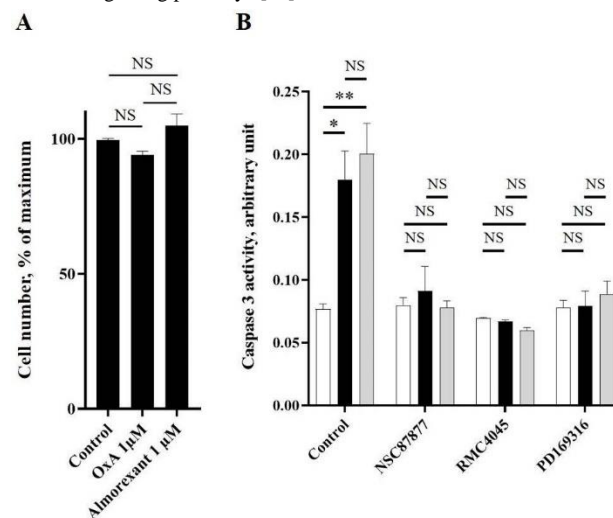 A
B
NS
NS
NS
Cell number, % of maximum
100
50
0
Control
OxA 1µM
Almorexant 1 µM
NS
**
*
NS
NS
NS
NS
NS
NS
NS
NS
NS
Caspase 3 activity, arbitrary unit
0.25
0.20
0.15
0.10
0.05
0.00
Control
NSC87877
RMC4045
PD169316